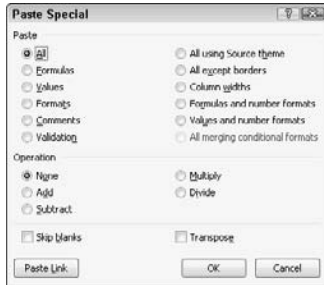 Paste Special
Paste
All
Formulas
Values
Formats
Comments
Validation
All using Source theme
All except borders
Column widths
Formulas and number formats
Values and number formats
All merging conditional formats
Operation
None
Add
Subtract
Multiply
Divide
Skip blanks
Transpose
Paste Link
OK
Cancel